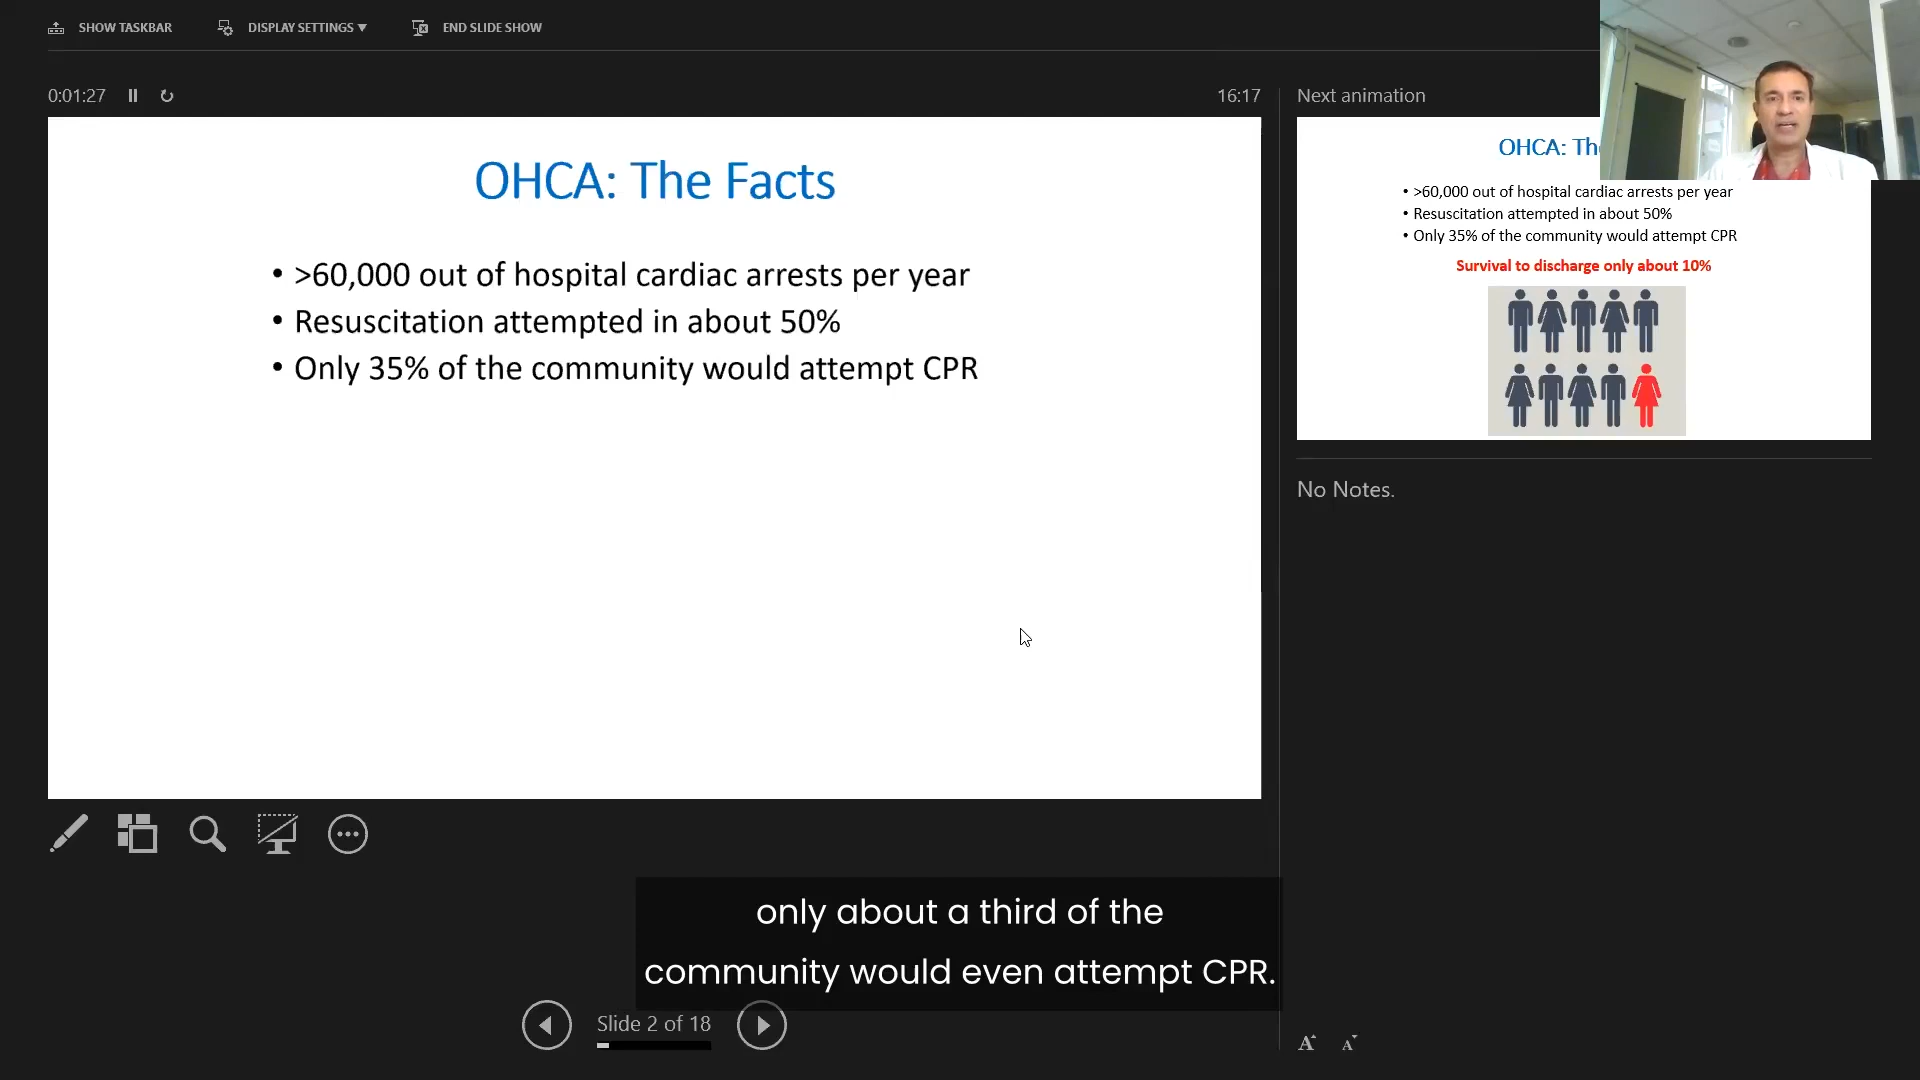 SHOW TASKBAR
DISPLAY SETTINGS
END SLIDE SHOW
0:01:27
16:17
OHCA: The Facts
• >60,000 out of hospital cardiac arrests per year
• Resuscitation attempted in about 50%
• Only 35% of the community would attempt CPR
Next animation
OHCA:
• >60,000 out of hospital cardiac arrests per year
• Resuscitation attempted in about 50%
• Only 35% of the community would attempt CPR
Survival to discharge only about 10%
No Notes.
only about a third of the
community would even attempt CPR.
Slide 2 of 18
A A